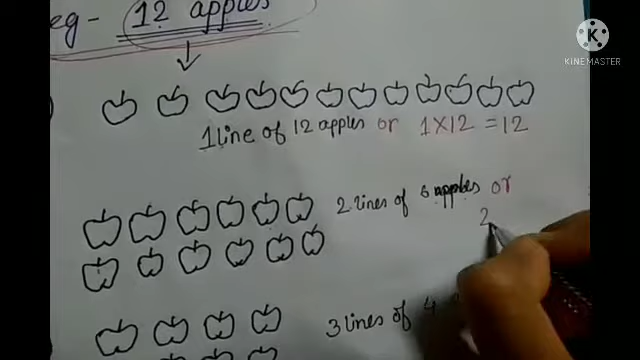 eg- 12 apples
K
KINEMASTER
1 line of 12 apples or 1×12 = 12
2 lines of 6 apples or
2
3 lines of 4